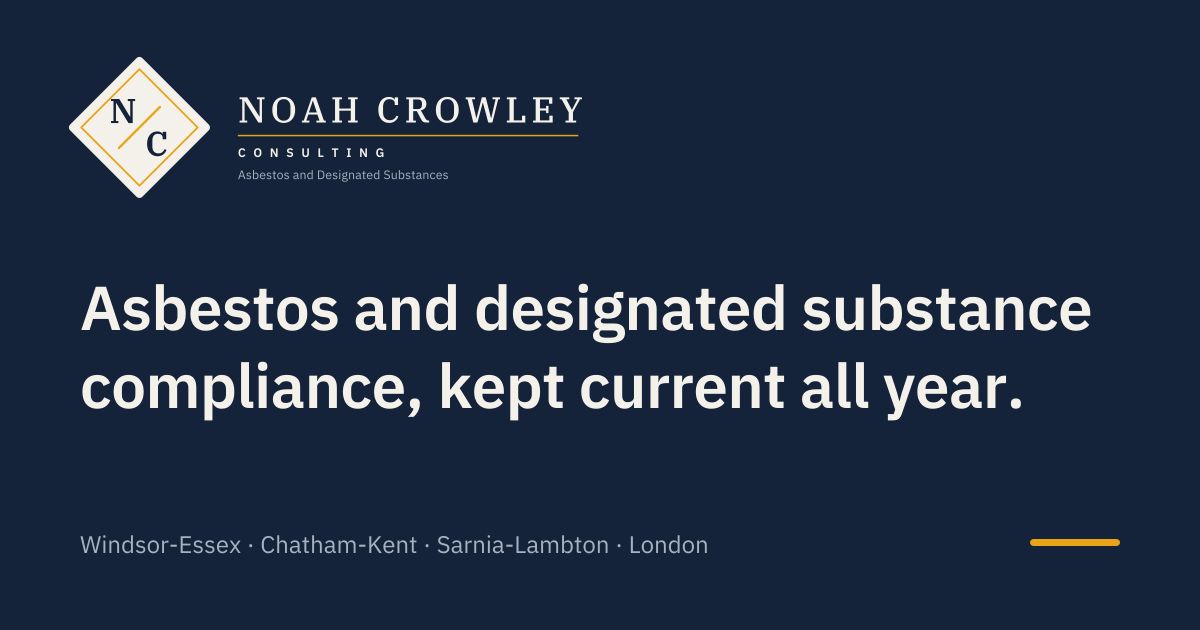 N
C
NOAH CROWLEY
CONSULTING
Asbestos and Designated Substances
Asbestos and designated substance
compliance, kept current all year.
Windsor-Essex · Chatham-Kent · Sarnia-Lambton · London